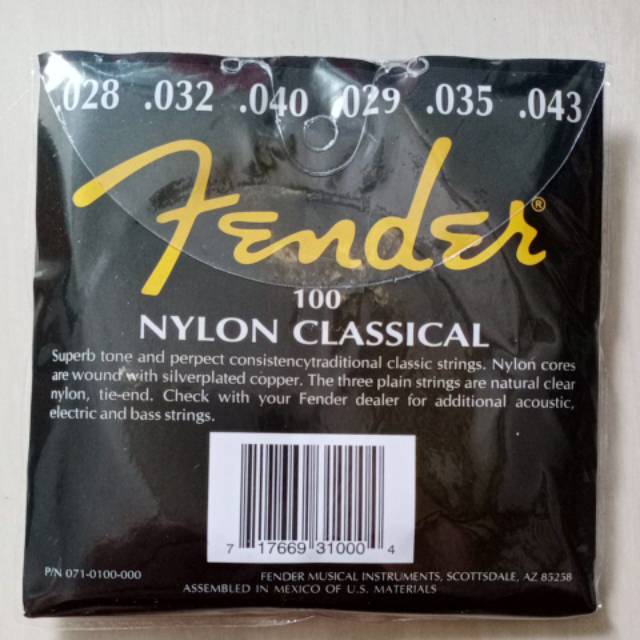 .028 .032 .040 .029 .035 .043
Fender®
100
NYLON CLASSICAL
Superb tone and perpect consistencytraditional classic strings. Nylon cores
are wound with silverplated copper. The three plain strings are natural clear
nylon, tie-end. Check with your Fender dealer for additional acoustic,
electric and bass strings.
7 17669 31000 4
P/N 071-0100-000 FENDER MUSICAL INSTRUMENTS, SCOTTSDALE, AZ 85258
ASSEMBLED IN MEXICO OF U.S. MATERIALS